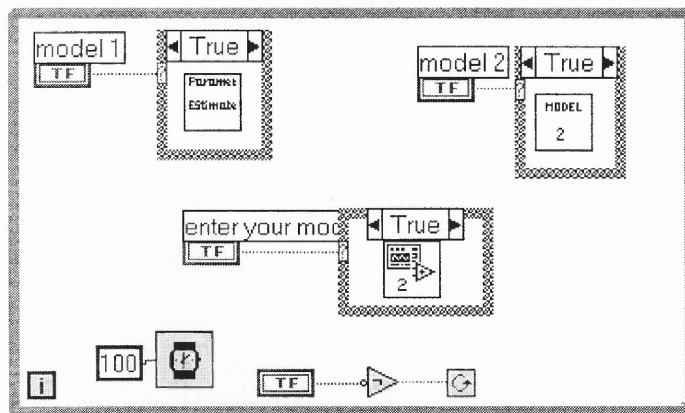 model 1
True
TF
?
Paramet
EStimate
model 2
True
TF
?
MODEL
2
enter your mod
True
TF
?
2
100
i
TF